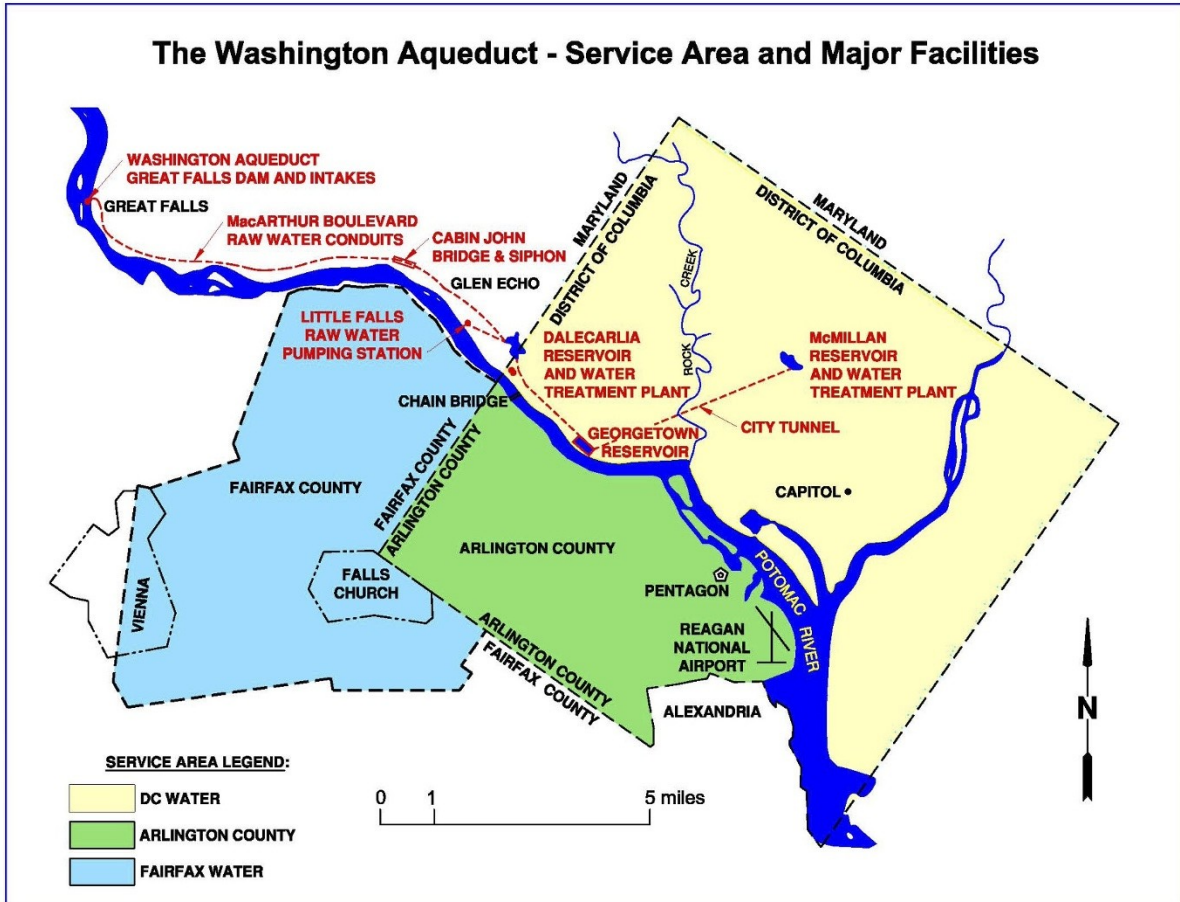 The Washington Aqueduct - Service Area and Major Facilities
WASHINGTON AQUEDUCT
GREAT FALLS DAM AND INTAKES
GREAT FALLS
MacARTHUR BOULEVARD
RAW WATER CONDUITS
CABIN JOHN
BRIDGE & SIPHON
GLEN ECHO
MARYLAND
DISTRICT OF COLUMBIA
MARYLAND
DISTRICT OF COLUMBIA
LITTLE FALLS
RAW WATER
PUMPING STATION
DALECARLIA
RESERVOIR
AND WATER
TREATMENT PLANT
ROCK
CREEK
McMILLAN
RESERVOIR
AND WATER
TREATMENT PLANT
CHAIN BRIDGE
CITY TUNNEL
GEORGETOWN
RESERVOIR
FAIRFAX COUNTY
FAIRFAX COUNTY
ARLINGTON COUNTY
CAPITOL
ARLINGTON COUNTY
VIENNA
FALLS
CHURCH
PENTAGON
POTOMAC
RIVER
REAGAN
NATIONAL
AIRPORT
ARLINGTON COUNTY
FAIRFAX COUNTY
ALEXANDRIA
N
SERVICE AREA LEGEND:
DC WATER
ARLINGTON COUNTY
FAIRFAX WATER
0 1 5 miles